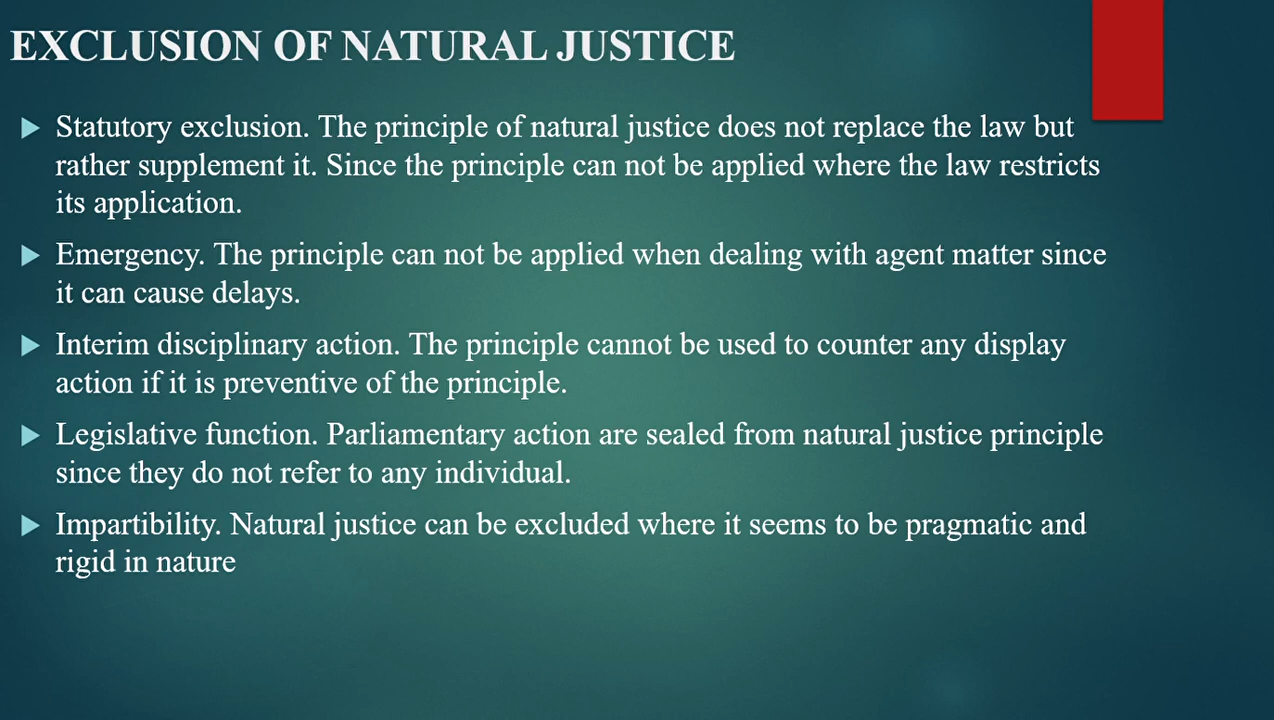 EXCLUSION OF NATURAL JUSTICE
Statutory exclusion. The principle of natural justice does not replace the law but
rather supplement it. Since the principle can not be applied where the law restricts
its application.
Emergency. The principle can not be applied when dealing with agent matter since
it can cause delays.
Interim disciplinary action. The principle cannot be used to counter any display
action if it is preventive of the principle.
Legislative function. Parliamentary action are sealed from natural justice principle
since they do not refer to any individual.
Impartibility. Natural justice can be excluded where it seems to be pragmatic and
rigid in nature